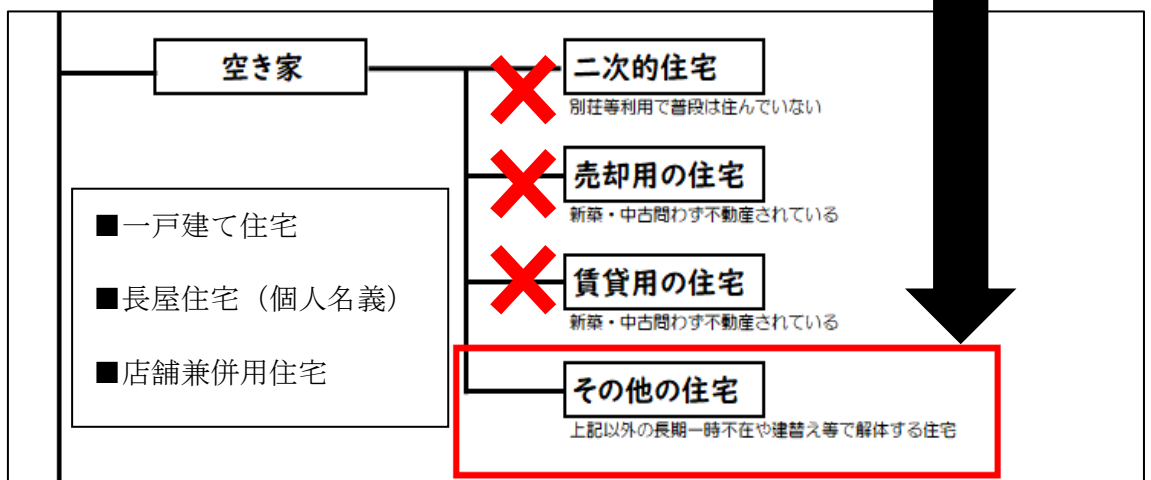 空き家
二次的住宅
別荘等利用で普段は住んでいない
売却用の住宅
新築・中古問わず不動産されている
賃貸用の住宅
新築・中古問わず不動産されている
その他の住宅
上記以外の長期一時不在や建替え等で解体する住宅
■一戸建て住宅
■長屋住宅（個人名義）
■店舗兼併用住宅